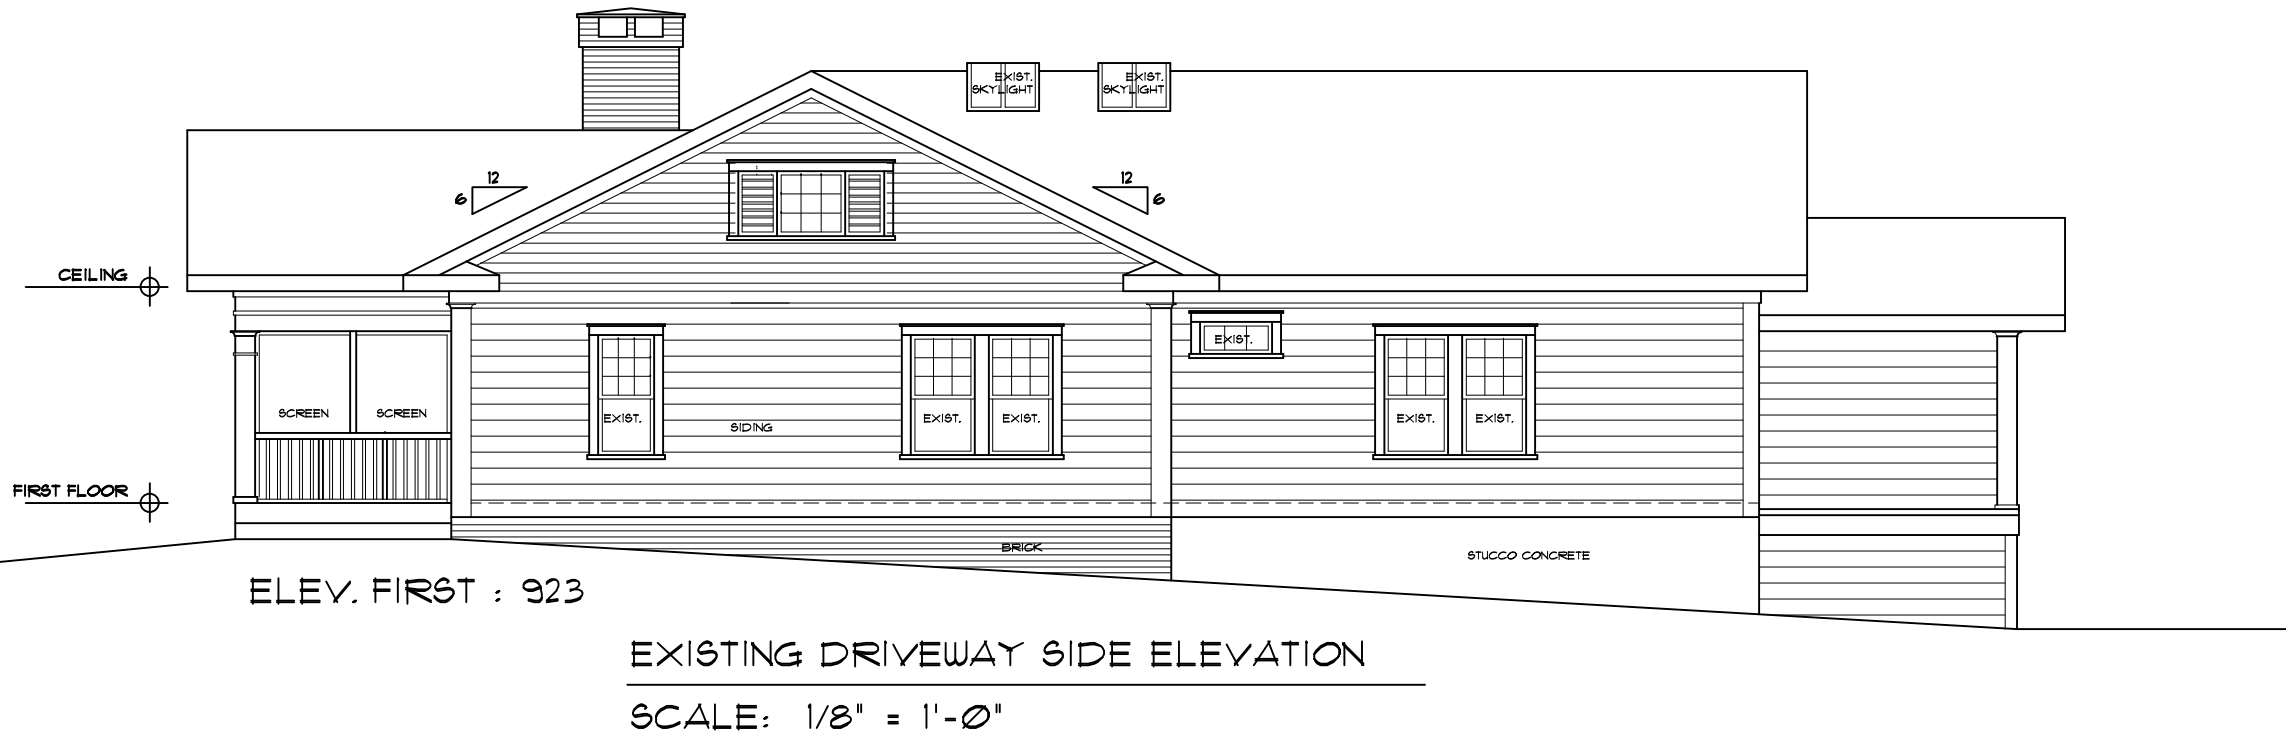 EXIST.
SKYLIGHT
EXIST.
SKYLIGHT
12
6
12
6
CEILING
EXIST.
SCREEN
SCREEN
EXIST.
EXIST.
EXIST.
EXIST.
EXIST.
SIDING
FIRST FLOOR
BRICK
STUCCO CONCRETE
ELEV. FIRST : 923
EXISTING DRIVEWAY SIDE ELEVATION
SCALE: 1/8" = 1'-0"